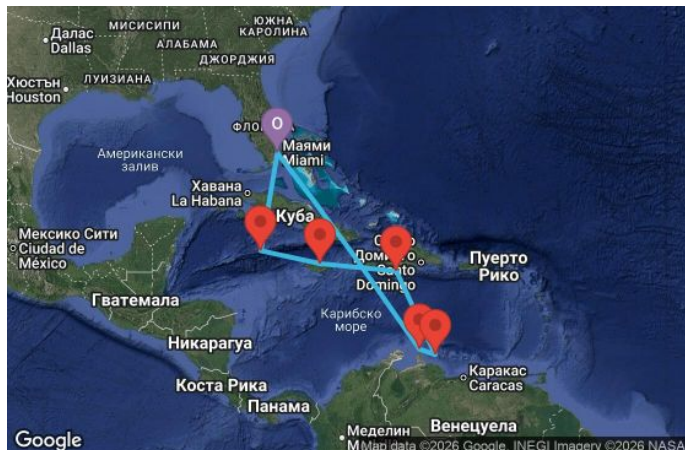 Далас
Dallas
МИСИСИПИ
АЛАБАМА
ЮЖНА
КАРОЛИНА
ДЖОРДЖИЯ
ЛУИЗИАНА
Хюстън
Houston
O
Маями
Miami
Американски
залив
Хавана
La Habana
Куба
Мексико Сити
Ciudad de
México
Santo
Domingo
Пуерто
Рико
Гватемала
Карибско
море
Никарагуа
Каракас
Caracas
Коста Рика
Панама
Венецуела
Меделин
Google
Map data ©2026 Google, INEGI Imagery ©2026 NASA